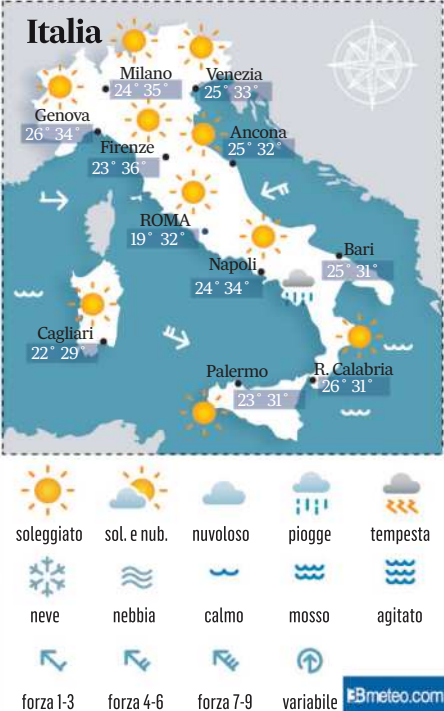 Italia
Milano
24° 35°
Venezia
25° 33°
Genova
26° 34°
Firenze
23° 36°
Ancona
25° 32°
ROMA
19° 32°
Napoli
24° 34°
Bari
25° 31°
Cagliari
22° 29°
Palermo
23° 31°
R. Calabria
26° 31°
soleggiato sol. e nub. nuvoloso piogge tempesta
neve nebbia calmo mosso agitato
forza 1-3 forza 4-6 forza 7-9 variabile
3Bmeteo.com